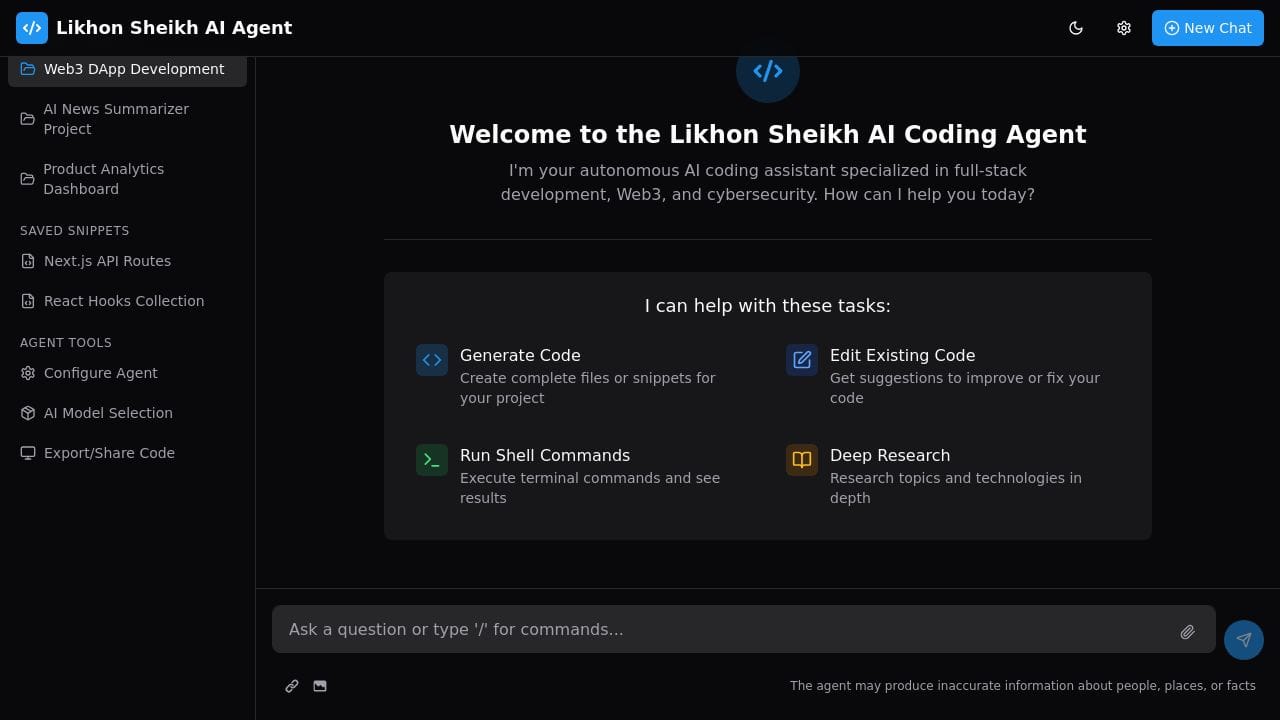 Likhon Sheikh AI Agent
New Chat
Web3 DApp Development
AI News Summarizer
Project
Product Analytics
Dashboard
SAVED SNIPPETS
Next.js API Routes
React Hooks Collection
AGENT TOOLS
Configure Agent
AI Model Selection
Export/Share Code
Welcome to the Likhon Sheikh AI Coding Agent
I'm your autonomous AI coding assistant specialized in full-stack
development, Web3, and cybersecurity. How can I help you today?
I can help with these tasks:
Generate Code
Create complete files or snippets for
your project
Edit Existing Code
Get suggestions to improve or fix your
code
Run Shell Commands
Execute terminal commands and see
results
Deep Research
Research topics and technologies in
depth
Ask a question or type '/' for commands...
The agent may produce inaccurate information about people, places, or facts